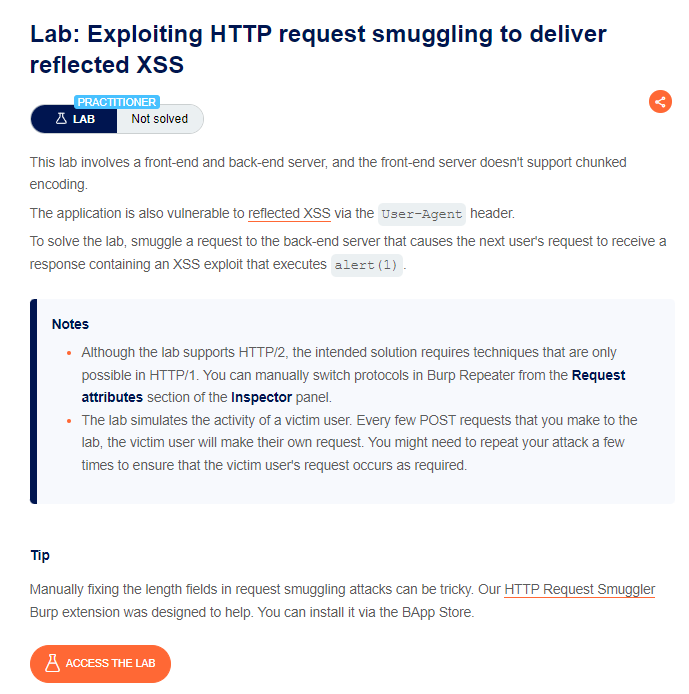 Lab: Exploiting HTTP request smuggling to deliver
reflected XSS
PRACTITIONER
LAB
Not solved
This lab involves a front-end and back-end server, and the front-end server doesn't support chunked
encoding.
The application is also vulnerable to reflected XSS via the User-Agent header.
To solve the lab, smuggle a request to the back-end server that causes the next user's request to receive a
response containing an XSS exploit that executes alert(1).
Notes
• Although the lab supports HTTP/2, the intended solution requires techniques that are only
possible in HTTP/1. You can manually switch protocols in Burp Repeater from the Request
attributes section of the Inspector panel.
• The lab simulates the activity of a victim user. Every few POST requests that you make to the
lab, the victim user will make their own request. You might need to repeat your attack a few
times to ensure that the victim user's request occurs as required.
Tip
Manually fixing the length fields in request smuggling attacks can be tricky. Our HTTP Request Smuggler
Burp extension was designed to help. You can install it via the BApp Store.
ACCESS THE LAB